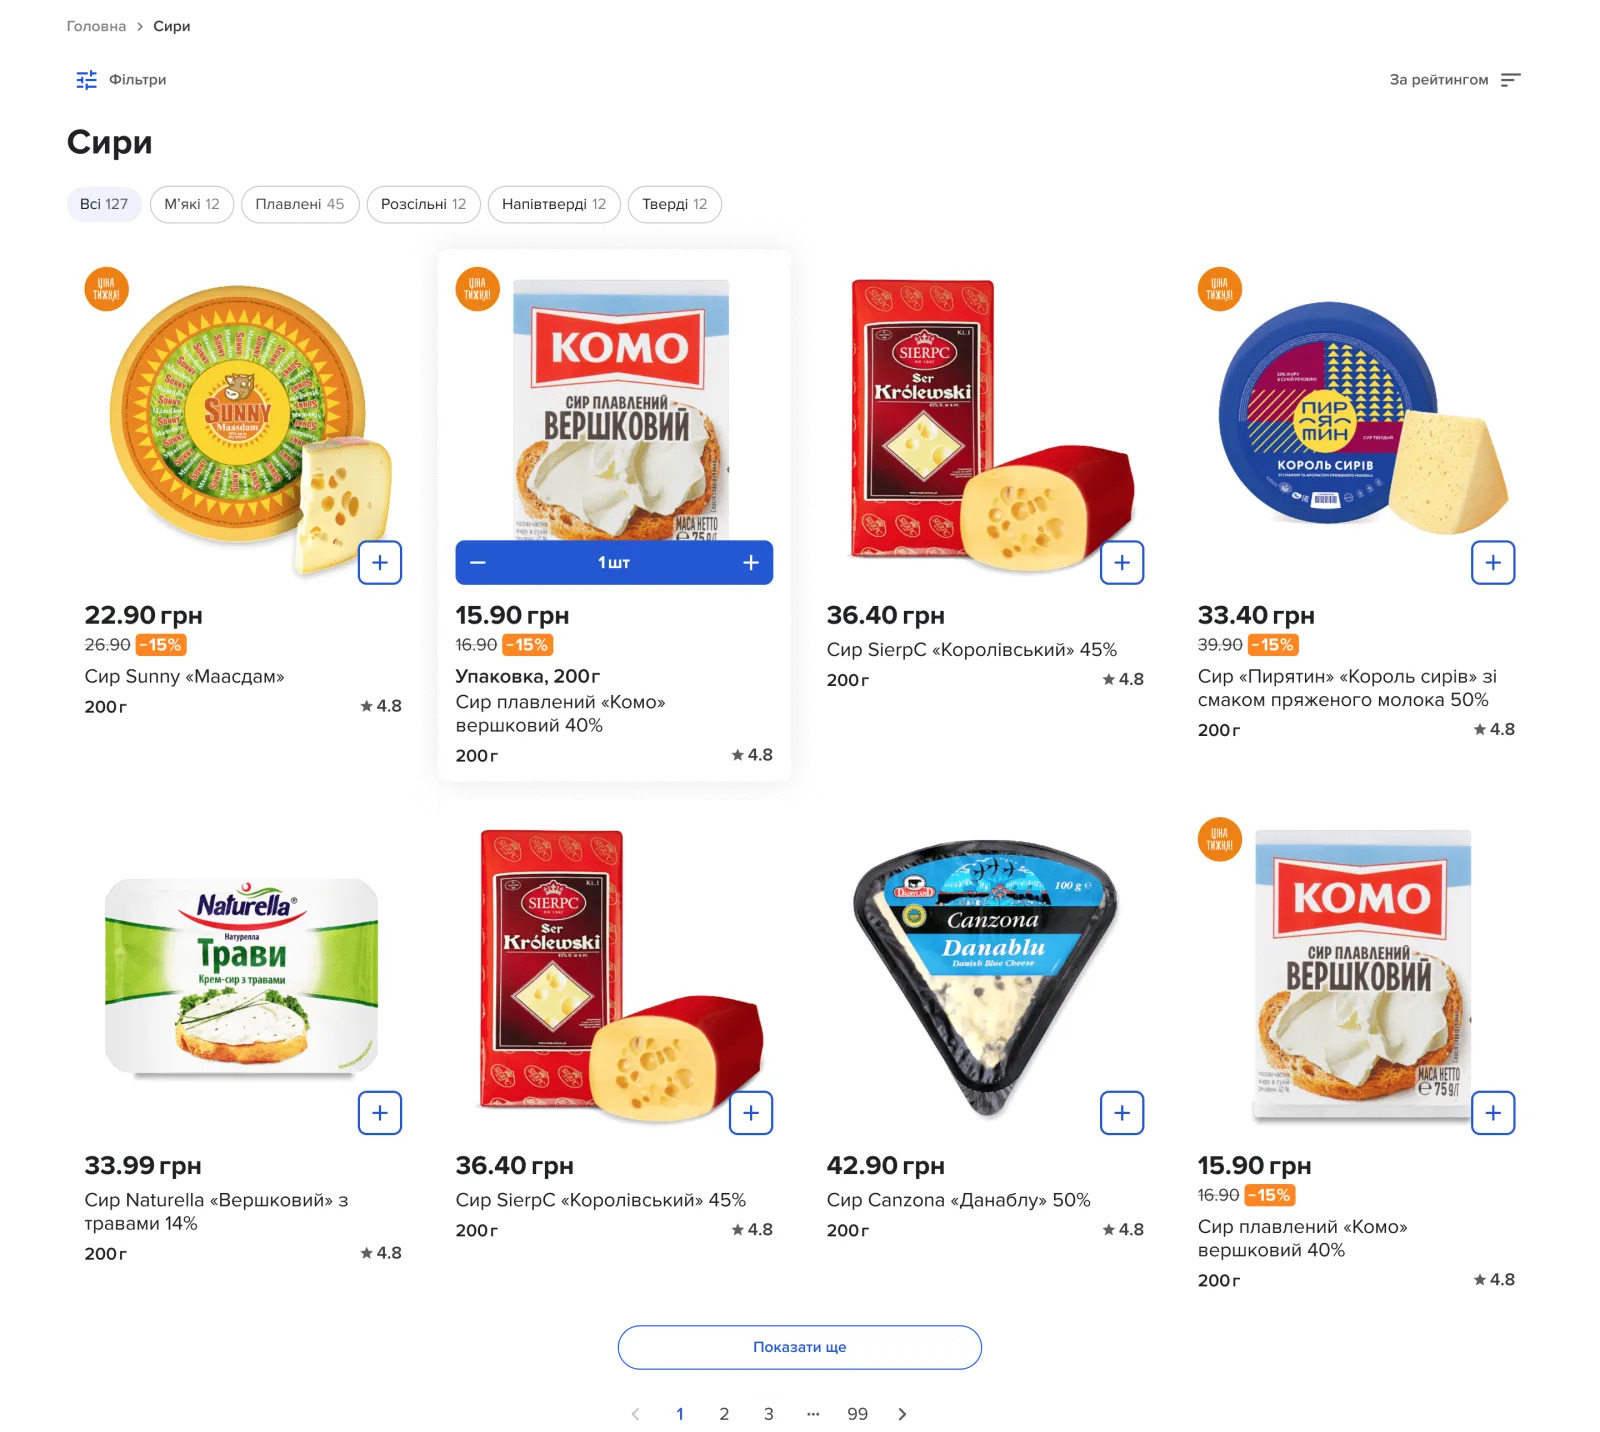 Головна > Сири
Фільтри
За рейтингом
Сири
Всі 127
М'які 12
Плавлені 45
Розсільні 12
Напівтверді 12
Тверді 12
ЦІНА
ТИЖНЯ!
SUNNY
Maasdam
22.90 грн
26.90 -15%
Сир Sunny «Маасдам»
200 г
★ 4.8
ЦІНА
ТИЖНЯ!
КОМО
СИР ПЛАВЛЕНИЙ
ВЕРШКОВИЙ
МАСА НЕТТО
℮ 75g/г
− 1 шт +
15.90 грн
16.90 -15%
Упаковка, 200 г
Сир плавлений «Комо»
вершковий 40%
200 г
★ 4.8
KL.I
SIERPC
Ser
Królewski
36.40 грн
Сир SierpC «Королівський» 45%
200 г
★ 4.8
ЦІНА
ТИЖНЯ!
ПИР
ЯТИН
СИР ТВЕРДИЙ
КОРОЛЬ СИРІВ
33.40 грн
39.90 -15%
Сир «Пирятин» «Король сирів» зі
смаком пряженого молока 50%
200 г
★ 4.8
Naturella®
Натурелла
Трави
Крем-сир з травами
33.99 грн
Сир Naturella «Вершковий» з
травами 14%
200 г
★ 4.8
KL.I
SIERPC
Ser
Królewski
36.40 грн
Сир SierpC «Королівський» 45%
200 г
★ 4.8
DAIRYLAND
100 g ℮
Canzona
Danablu
Danish Blue Cheese
42.90 грн
Сир Canzona «Данаблу» 50%
200 г
★ 4.8
ЦІНА
ТИЖНЯ!
КОМО
СИР ПЛАВЛЕНИЙ
ВЕРШКОВИЙ
МАСА НЕТТО
℮ 75g/г
15.90 грн
16.90 -15%
Сир плавлений «Комо»
вершковий 40%
200 г
★ 4.8
Показати ще
1 2 3 ··· 99